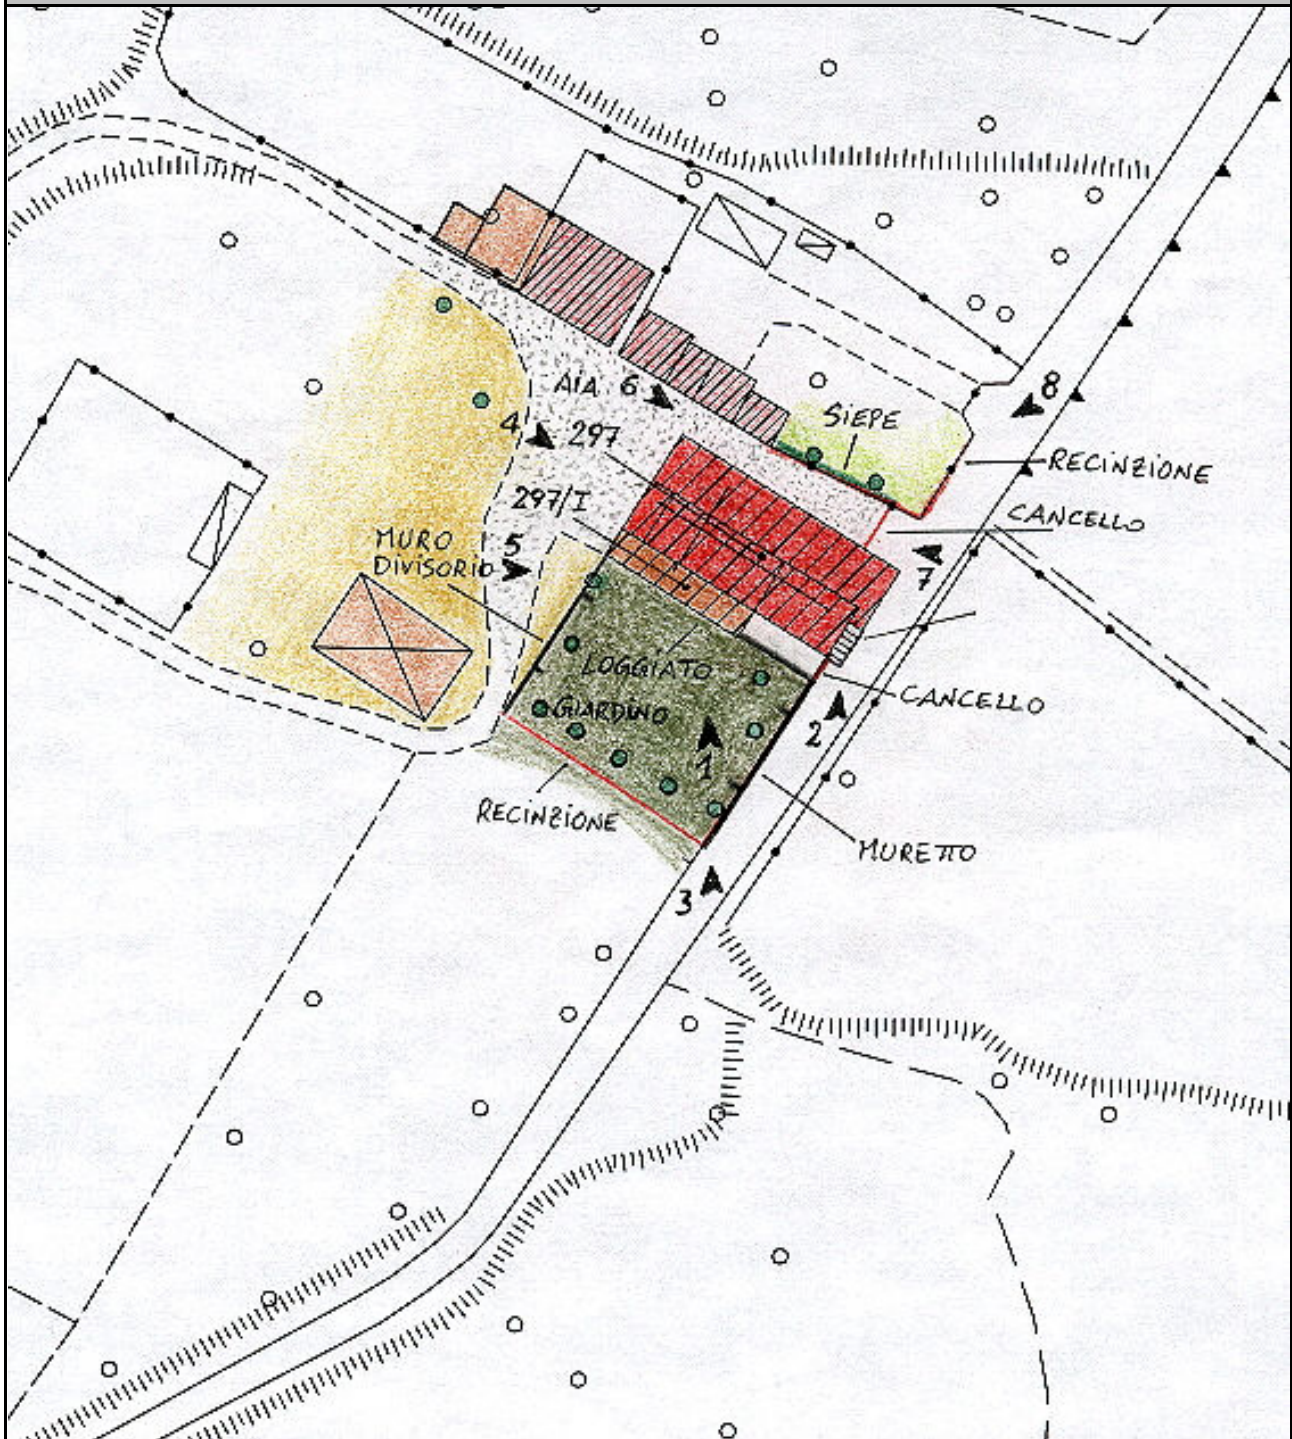 8
AIA 6
SIEPE
4
297
RECINZIONE
297/I
CANCELLO
MURO
DIVISORIO
5
7
LOGGIATO
CANCELLO
GIARDINO
2
1
RECINZIONE
MURETTO
3